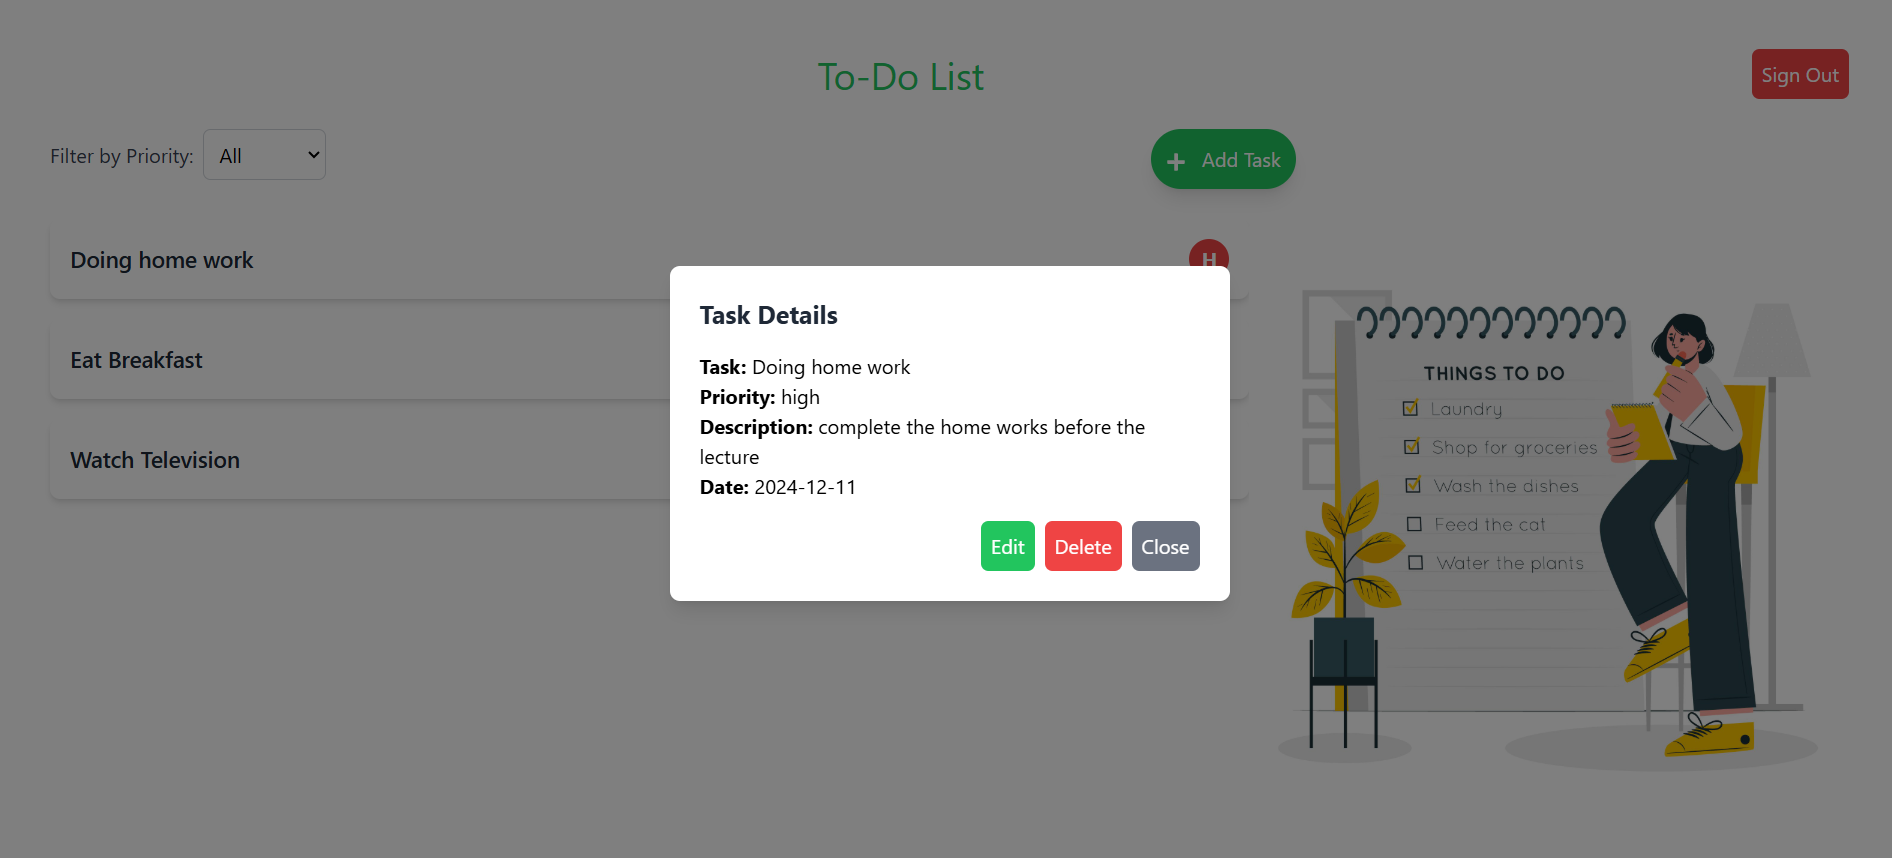 To-Do List
Sign Out
Filter by Priority: All
+ Add Task
Doing home work
H
Eat Breakfast
Watch Television
Task Details
Task: Doing home work
Priority: high
Description: complete the home works before the
lecture
Date: 2024-12-11
Edit Delete Close
THINGS TO DO
Laundry
Shop for groceries
Wash the dishes
Feed the cat
Water the plants